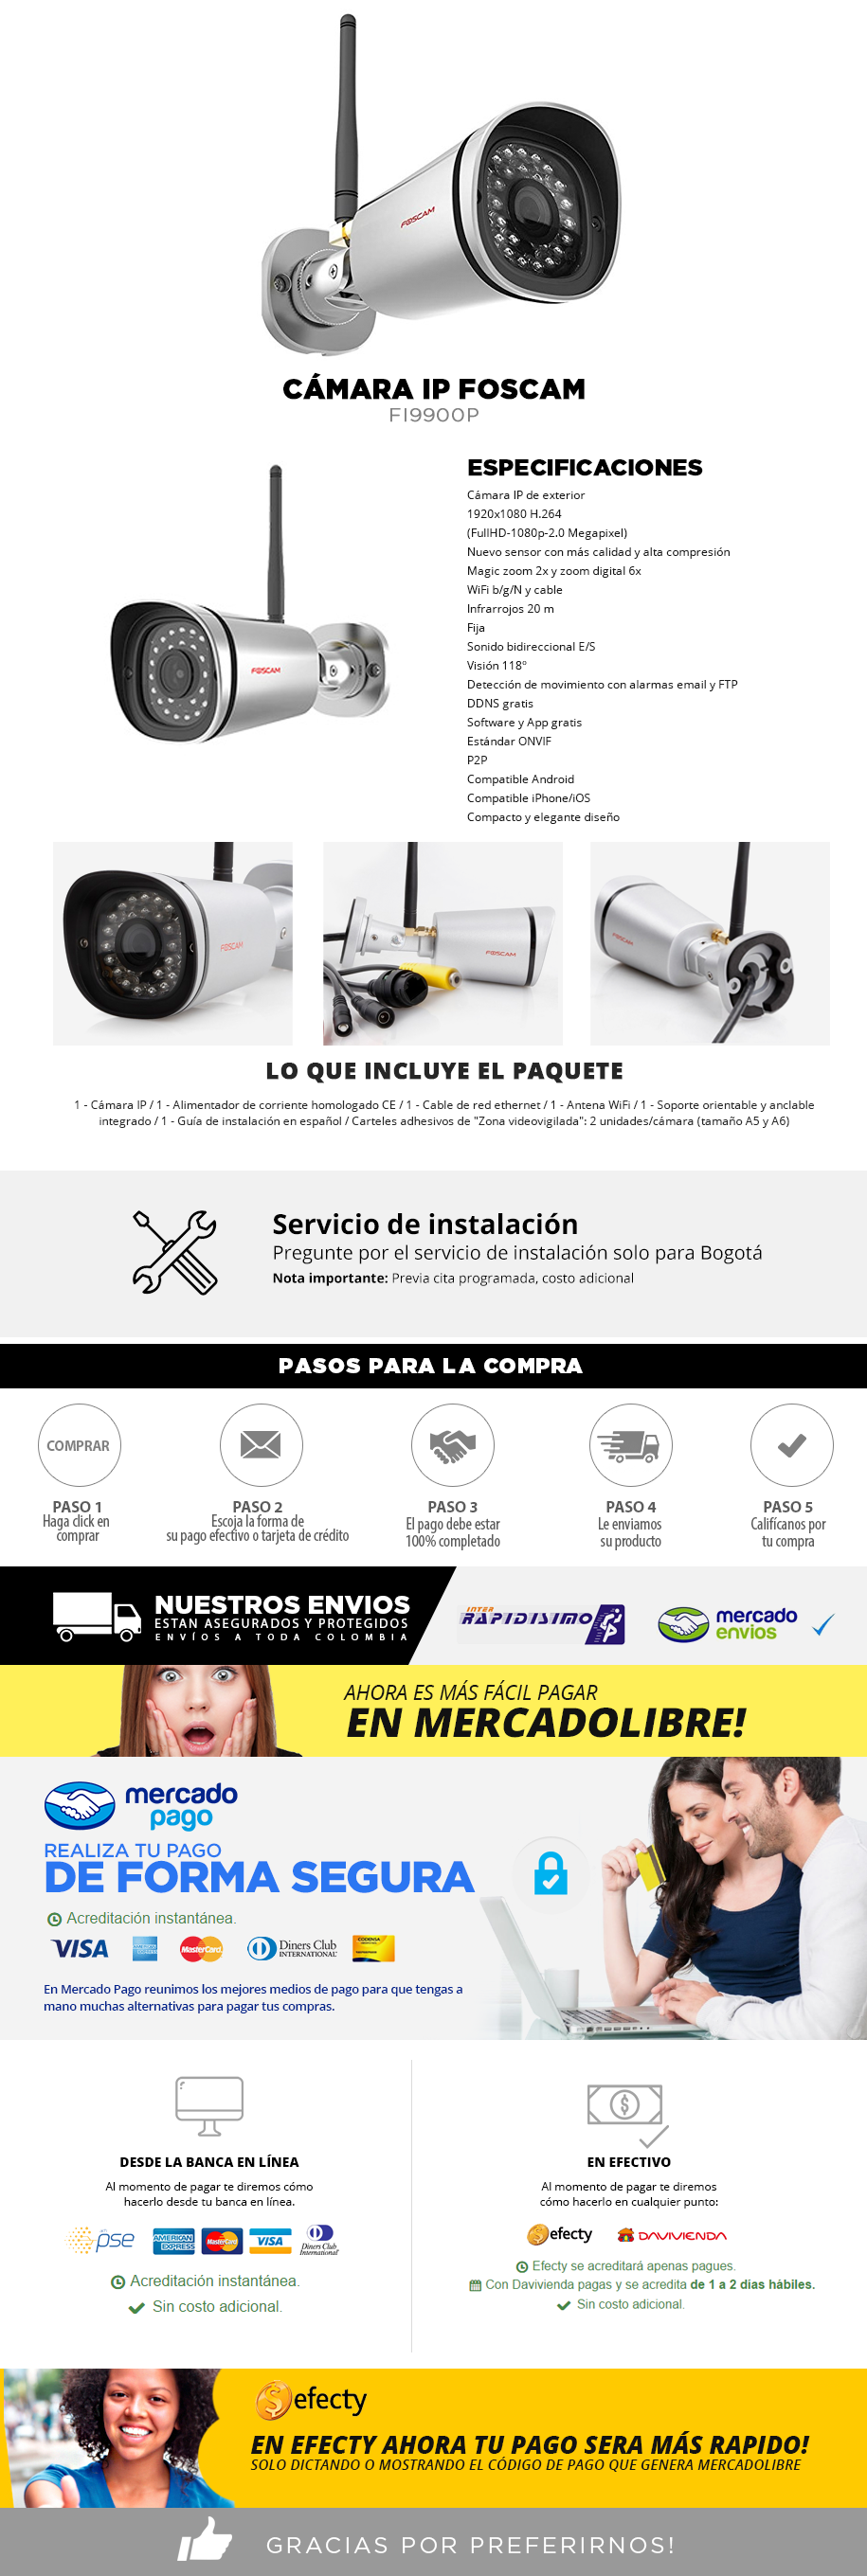 FOSCAM
CÁMARA IP FOSCAM
FI9900P
ESPECIFICACIONES
Cámara IP de exterior
1920x1080 H.264
(FullHD-1080p-2.0 Megapixel)
Nuevo sensor con más calidad y alta compresión
Magic zoom 2x y zoom digital 6x
WiFi b/g/N y cable
Infrarrojos 20 m
Fija
Sonido bidireccional E/S
Visión 118º
Detección de movimiento con alarmas email y FTP
DDNS gratis
Software y App gratis
Estándar ONVIF
P2P
Compatible Android
Compatible iPhone/iOS
Compacto y elegante diseño
FOSCAM
FOSCAM
FOSCAM
FOSCAM
LO QUE INCLUYE EL PAQUETE
1 - Cámara IP / 1 - Alimentador de corriente homologado CE / 1 - Cable de red ethernet / 1 - Antena WiFi / 1 - Soporte orientable y anclable
integrado / 1 - Guía de instalación en español / Carteles adhesivos de "Zona videovigilada": 2 unidades/cámara (tamaño A5 y A6)
Servicio de instalación
Pregunte por el servicio de instalación solo para Bogotá
Nota importante: Previa cita programada, costo adicional
PASOS PARA LA COMPRA
COMPRAR
PASO 1
Haga click en
comprar
PASO 2
Escoja la forma de
su pago efectivo o tarjeta de crédito
PASO 3
El pago debe estar
100% completado
PASO 4
Le enviamos
su producto
PASO 5
Califícanos por
tu compra
NUESTROS ENVIOS
ESTAN ASEGURADOS Y PROTEGIDOS
ENVÍOS A TODA COLOMBIA
INTER
RAPIDISIMO
mercado
envios
AHORA ES MÁS FÁCIL PAGAR
EN MERCADOLIBRE!
mercado
pago
REALIZA TU PAGO
DE FORMA SEGURA
Acreditación instantánea.
VISA
AMERICAN EXPRESS
MasterCard
Diners Club
INTERNATIONAL
CODENSA
En Mercado Pago reunimos los mejores medios de pago para que tengas a
mano muchas alternativas para pagar tus compras.
DESDE LA BANCA EN LÍNEA
Al momento de pagar te diremos cómo
hacerlo desde tu banca en línea.
pse
AMERICAN EXPRESS
MasterCard
VISA
Diners Club
International
Acreditación instantánea.
Sin costo adicional.
EN EFECTIVO
Al momento de pagar te diremos
cómo hacerlo en cualquier punto:
efecty
DAVIVIENDA
Efecty se acreditará apenas pagues.
Con Davivienda pagas y se acredita de 1 a 2 días hábiles.
Sin costo adicional.
efecty
EN EFECTY AHORA TU PAGO SERA MÁS RAPIDO!
SOLO DICTANDO O MOSTRANDO EL CÓDIGO DE PAGO QUE GENERA MERCADOLIBRE
GRACIAS POR PREFERIRNOS!